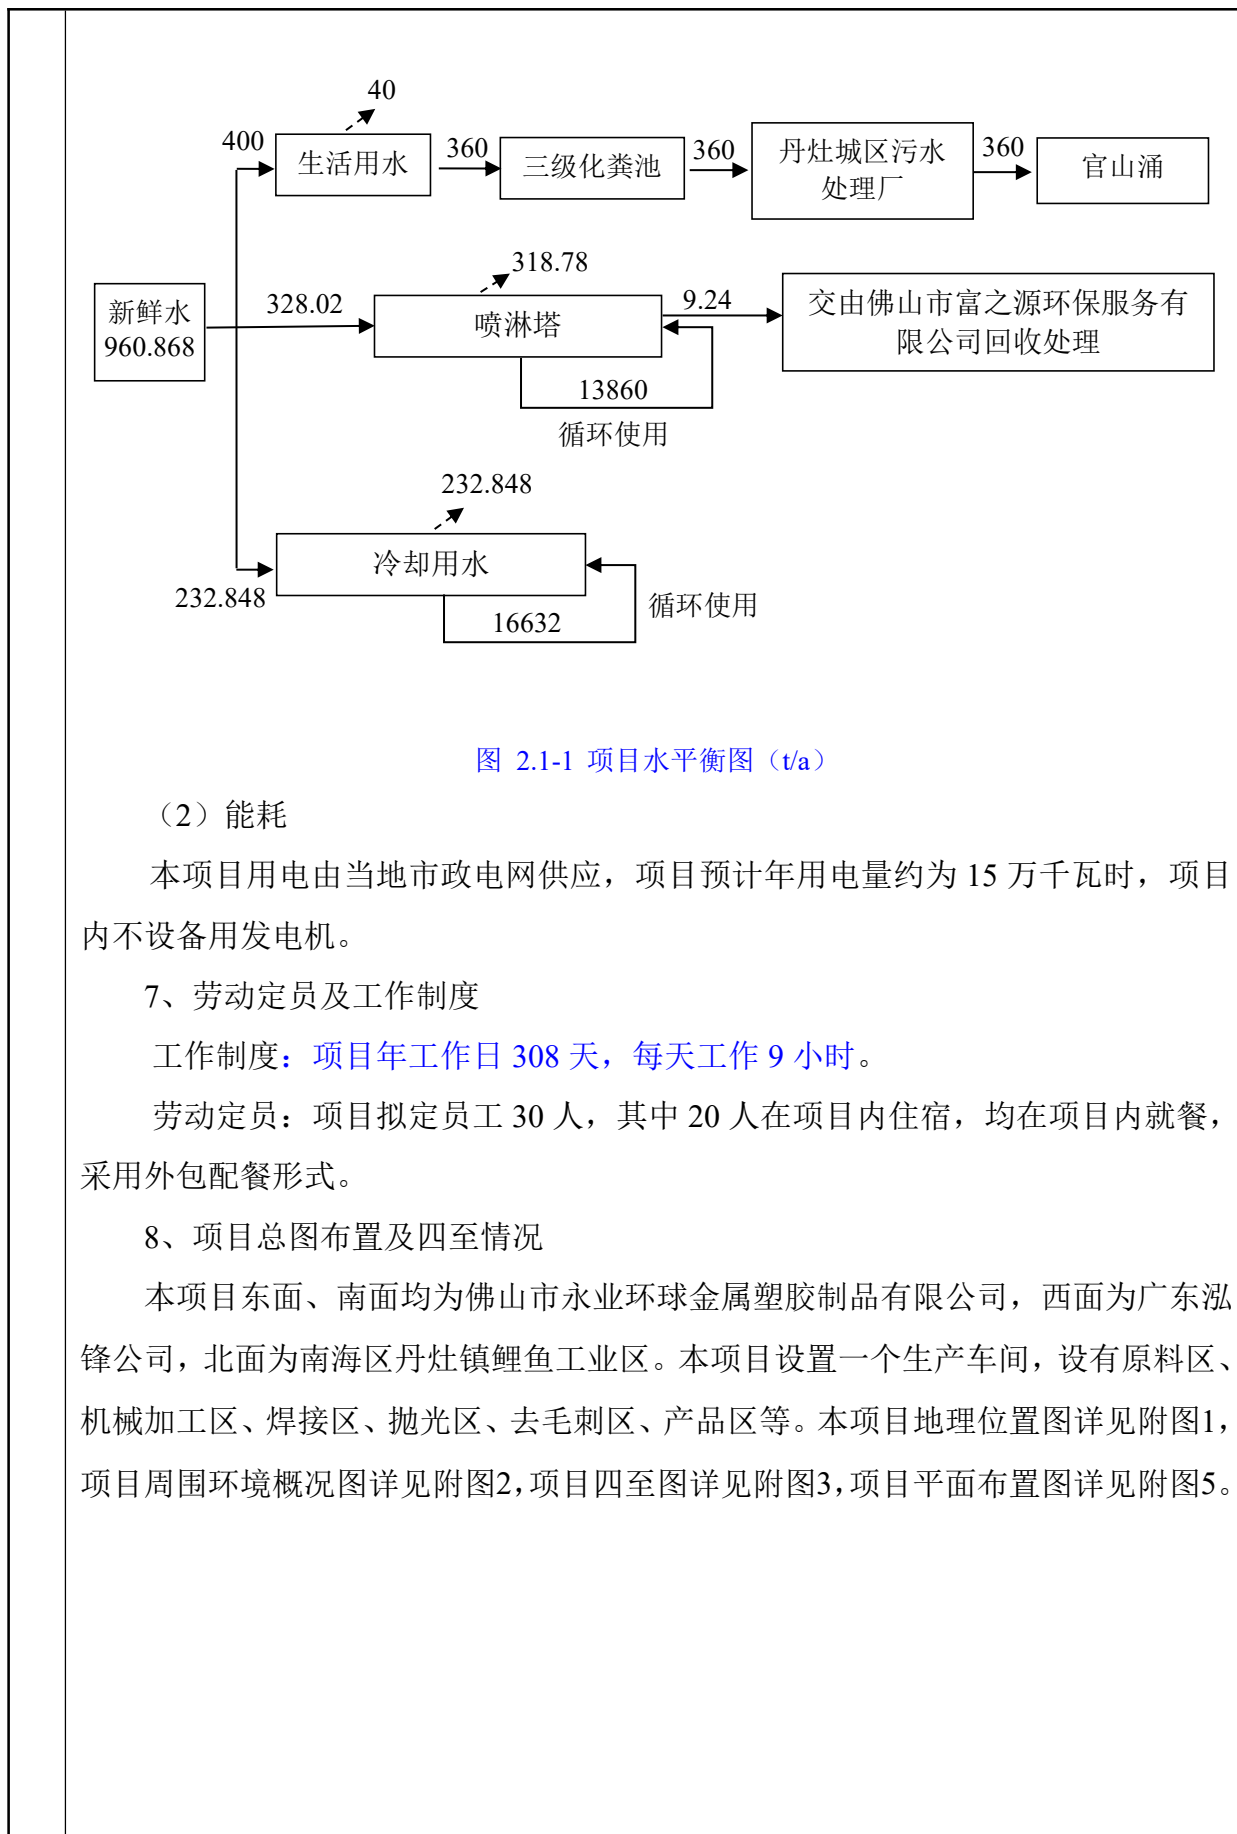 40
400
生活用水
360
三级化粪池
360
丹灶城区污水
处理厂
360
官山涌
新鲜水
960.868
328.02
318.78
喷淋塔
9.24
交由佛山市富之源环保服务有
限公司回收处理
13860
循环使用
232.848
冷却用水
232.848
16632
循环使用
图 2.1-1 项目水平衡图（t/a）
（2）能耗
本项目用电由当地市政电网供应，项目预计年用电量约为 15 万千瓦时，项目
内不设备用发电机。
7、劳动定员及工作制度
工作制度：项目年工作日 308 天，每天工作 9 小时。
劳动定员：项目拟定员工 30 人，其中 20 人在项目内住宿，均在项目内就餐，
采用外包配餐形式。
8、项目总图布置及四至情况
本项目东面、南面均为佛山市永业环球金属塑胶制品有限公司，西面为广东泓
锋公司，北面为南海区丹灶镇鲤鱼工业区。本项目设置一个生产车间，设有原料区、
机械加工区、焊接区、抛光区、去毛刺区、产品区等。本项目地理位置图详见附图1，
项目周围环境概况图详见附图2，项目四至图详见附图3，项目平面布置图详见附图5。